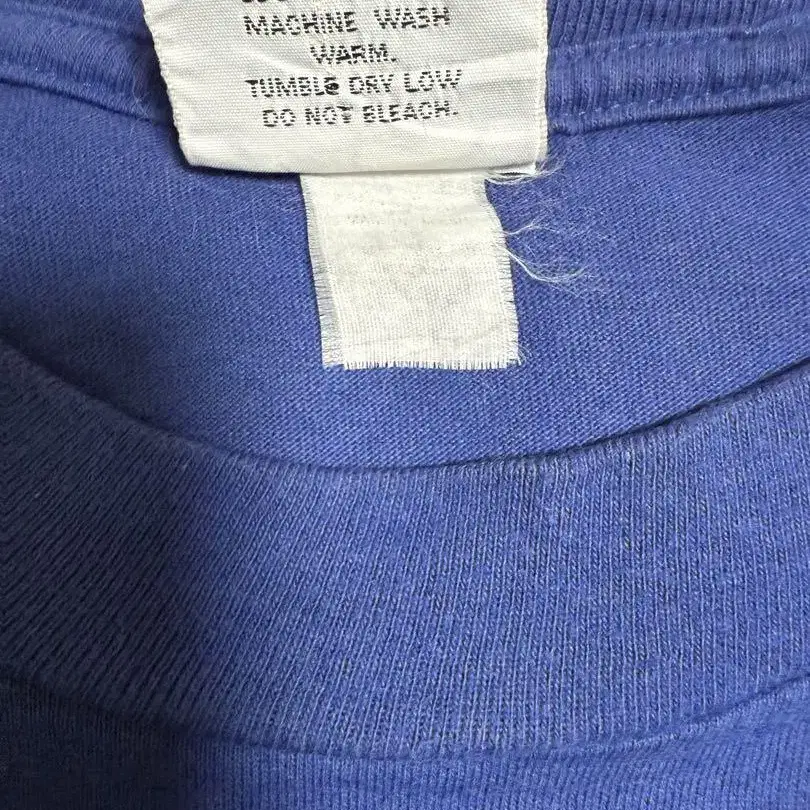 MACHINE WASH
WARM.
TUMBLE DRY LOW
DO NOT BLEACH.